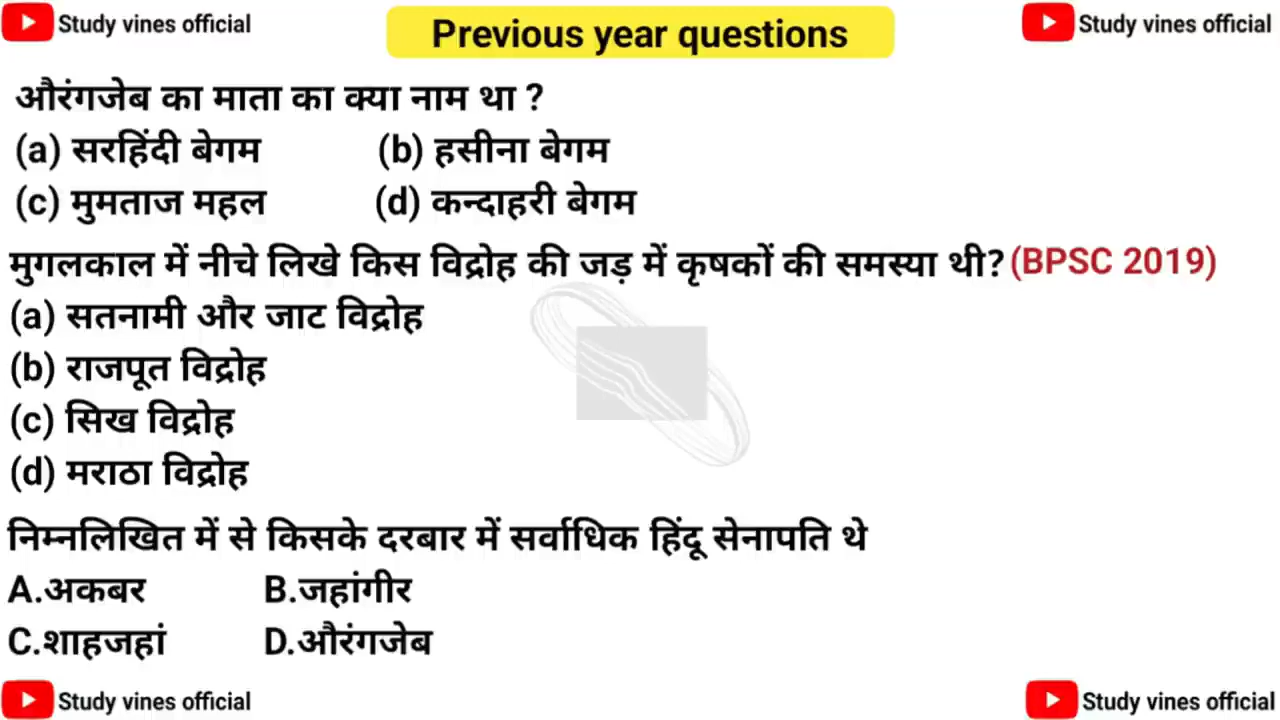 Study vines official
Previous year questions
Study vines official
औरंगजेब का माता का क्या नाम था ?
(a) सरहिंदी बेगम (b) हसीना बेगम
(c) मुमताज महल (d) कन्दाहरी बेगम
मुगलकाल में नीचे लिखे किस विद्रोह की जड़ में कृषकों की समस्या थी? (BPSC 2019)
(a) सतनामी और जाट विद्रोह
(b) राजपूत विद्रोह
(c) सिख विद्रोह
(d) मराठा विद्रोह
निम्नलिखित में से किसके दरबार में सर्वाधिक हिंदू सेनापति थे
A.अकबर B.जहांगीर
C.शाहजहां D.औरंगजेब
Study vines official
Study vines official